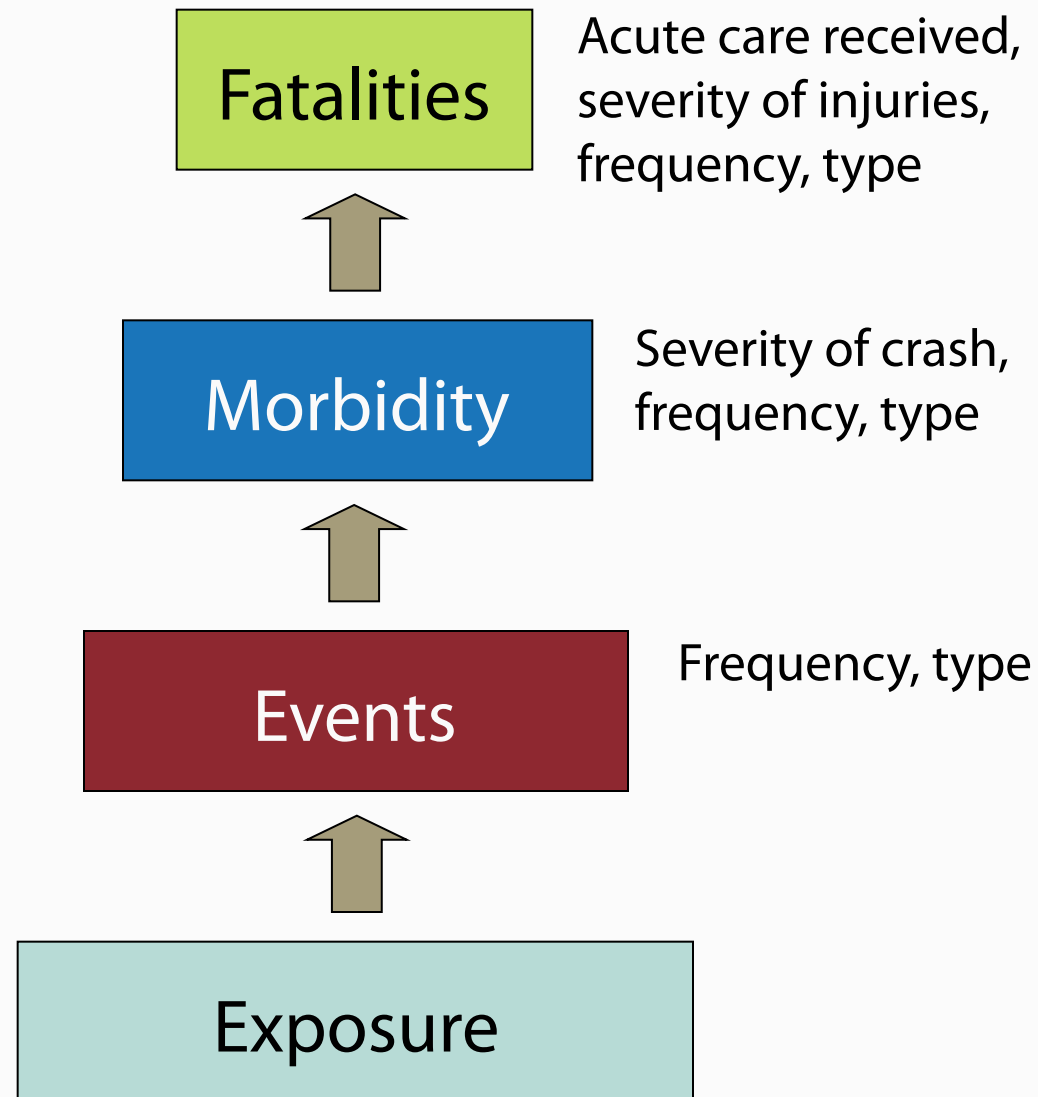 Fatalities
Acute care received,
severity of injuries,
frequency, type
Morbidity
Severity of crash,
frequency, type
Events
Frequency, type
Exposure